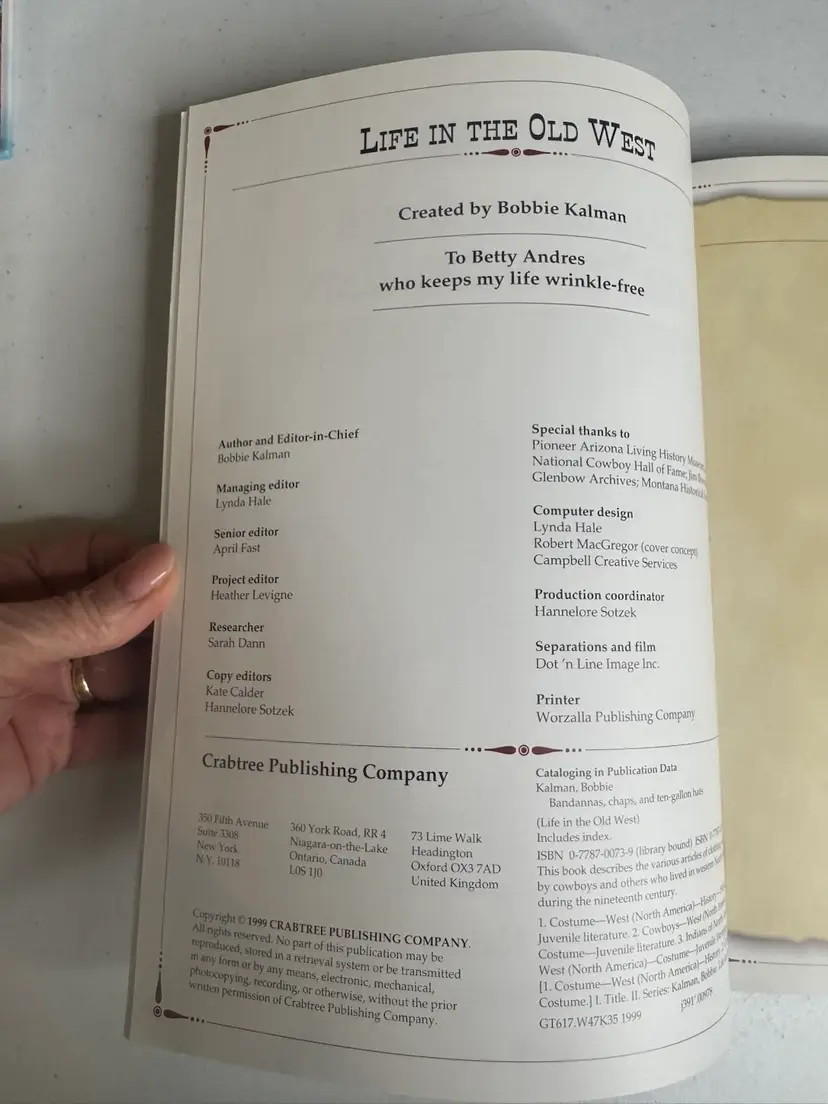 LIFE IN THE OLD WEST
Created by Bobbie Kalman
To Betty Andres
who keeps my life wrinkle-free
Author and Editor-in-Chief
Bobbie Kalman
Managing editor
Lynda Hale
Senior editor
April Fast
Project editor
Heather Levigne
Researcher
Sarah Dann
Copy editors
Kate Calder
Hannelore Sotzek
Special thanks to
Pioneer Arizona Living History
National Cowboy Hall of Fame; Jim
Glenbow Archives; Montana Historical
Computer design
Lynda Hale
Robert MacGregor (cover concept)
Campbell Creative Services
Production coordinator
Hannelore Sotzek
Separations and film
Dot 'n Line Image Inc.
Printer
Worzalla Publishing Company
Crabtree Publishing Company
350 Fifth Avenue
Suite 3308
New York
N.Y. 10118
360 York Road, RR 4
Niagara-on-the-Lake
Ontario, Canada
L0S 1J0
73 Lime Walk
Headington
Oxford OX3 7AD
United Kingdom
Copyright © 1999 CRABTREE PUBLISHING COMPANY.
All rights reserved. No part of this publication may be
reproduced, stored in a retrieval system or be transmitted
in any form or by any means, electronic, mechanical,
photocopying, recording, or otherwise, without the prior
written permission of Crabtree Publishing Company.
Cataloging in Publication Data
Kalman, Bobbie
Bandannas, chaps, and ten-gallon hats
(Life in the Old West)
Includes index.
ISBN 0-7787-0073-9 (library bound) ISBN
This book describes the various articles of clothing
by cowboys and others who lived in western
during the nineteenth century.
1. Costume—West (North America)—History—
Juvenile literature. 2. Cowboys—West (North
Costume—Juvenile literature. 3. Indians of North
West (North America)—Costume—Juvenile
[1. Costume—West (North America)—History.
Costume.] I. Title. II. Series: Kalman, Bobbie.
GT617.W47K35 1999
j391'.00978